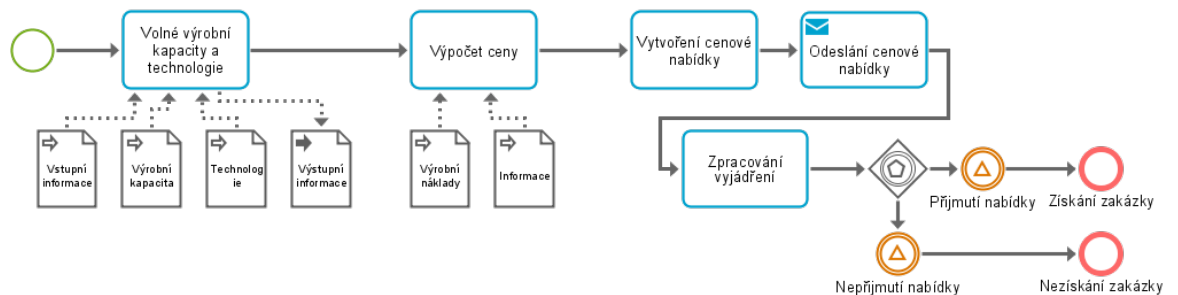 Volné výrobní
kapacity a
technologie
Výpočet ceny
Vytvoření cenové
nabídky
Odeslání cenové
nabídky
Vstupní
informace
Výrobní
kapacita
Technolog
ie
Výstupní
informace
Výrobní
náklady
Informace
Zpracování
vyjádření
Přijmutí nabídky
Získání zakázky
Nepřijmutí nabídky
Nezískání zakázky